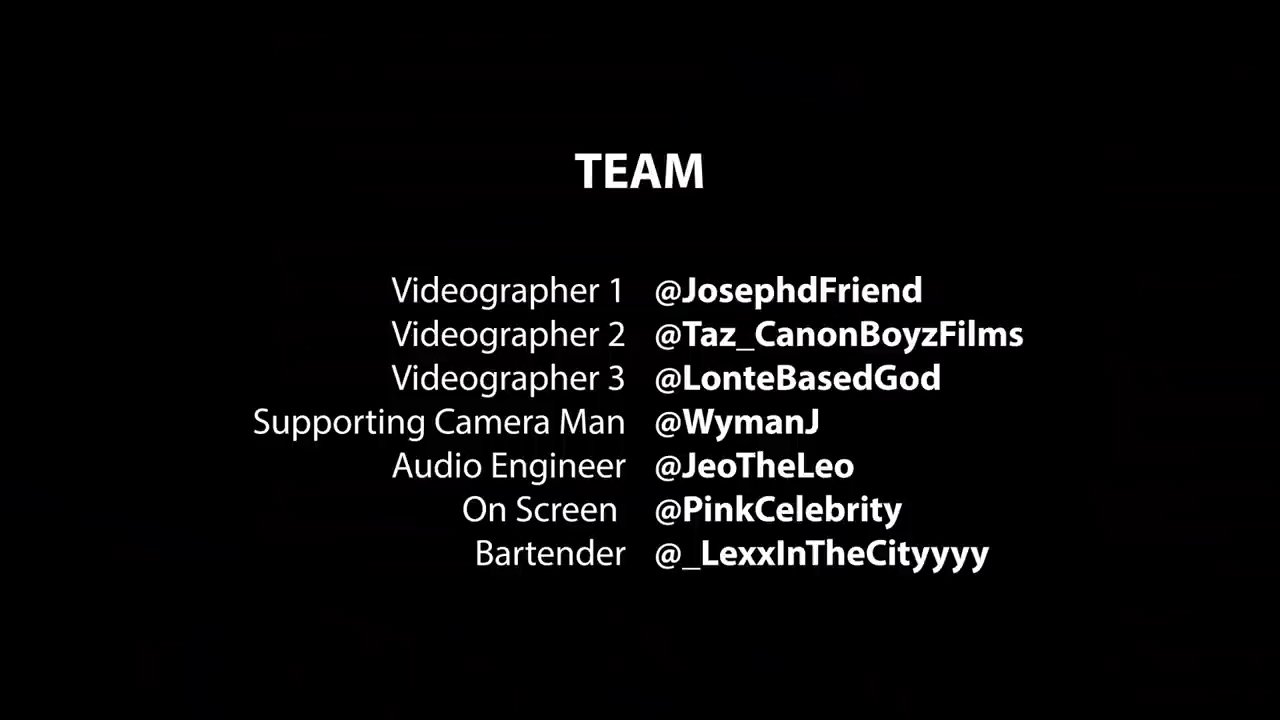 TEAM
Videographer 1 @JosephdFriend
Videographer 2 @Taz_CanonBoyzFilms
Videographer 3 @LonteBasedGod
Supporting Camera Man @WymanJ
Audio Engineer @JeoTheLeo
On Screen @PinkCelebrity
Bartender @_LexxInTheCityyyy